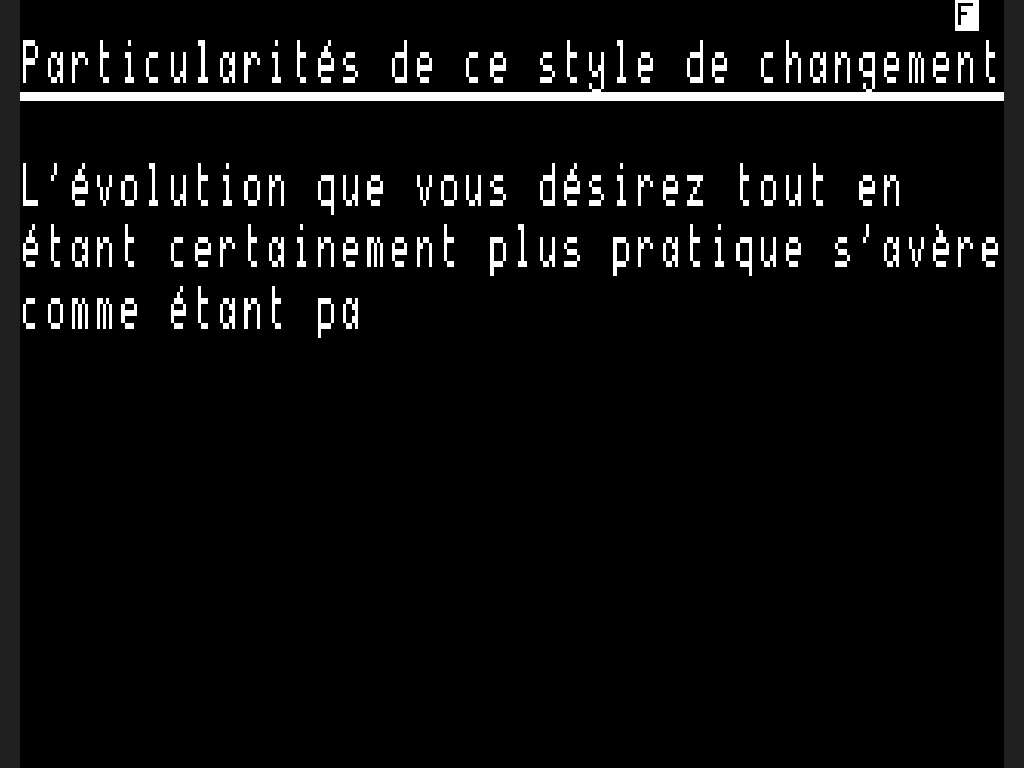 F
Particularités de ce style de changement
L'évolution que vous désirez tout en
étant certainement plus pratique s'avère
comme étant pa